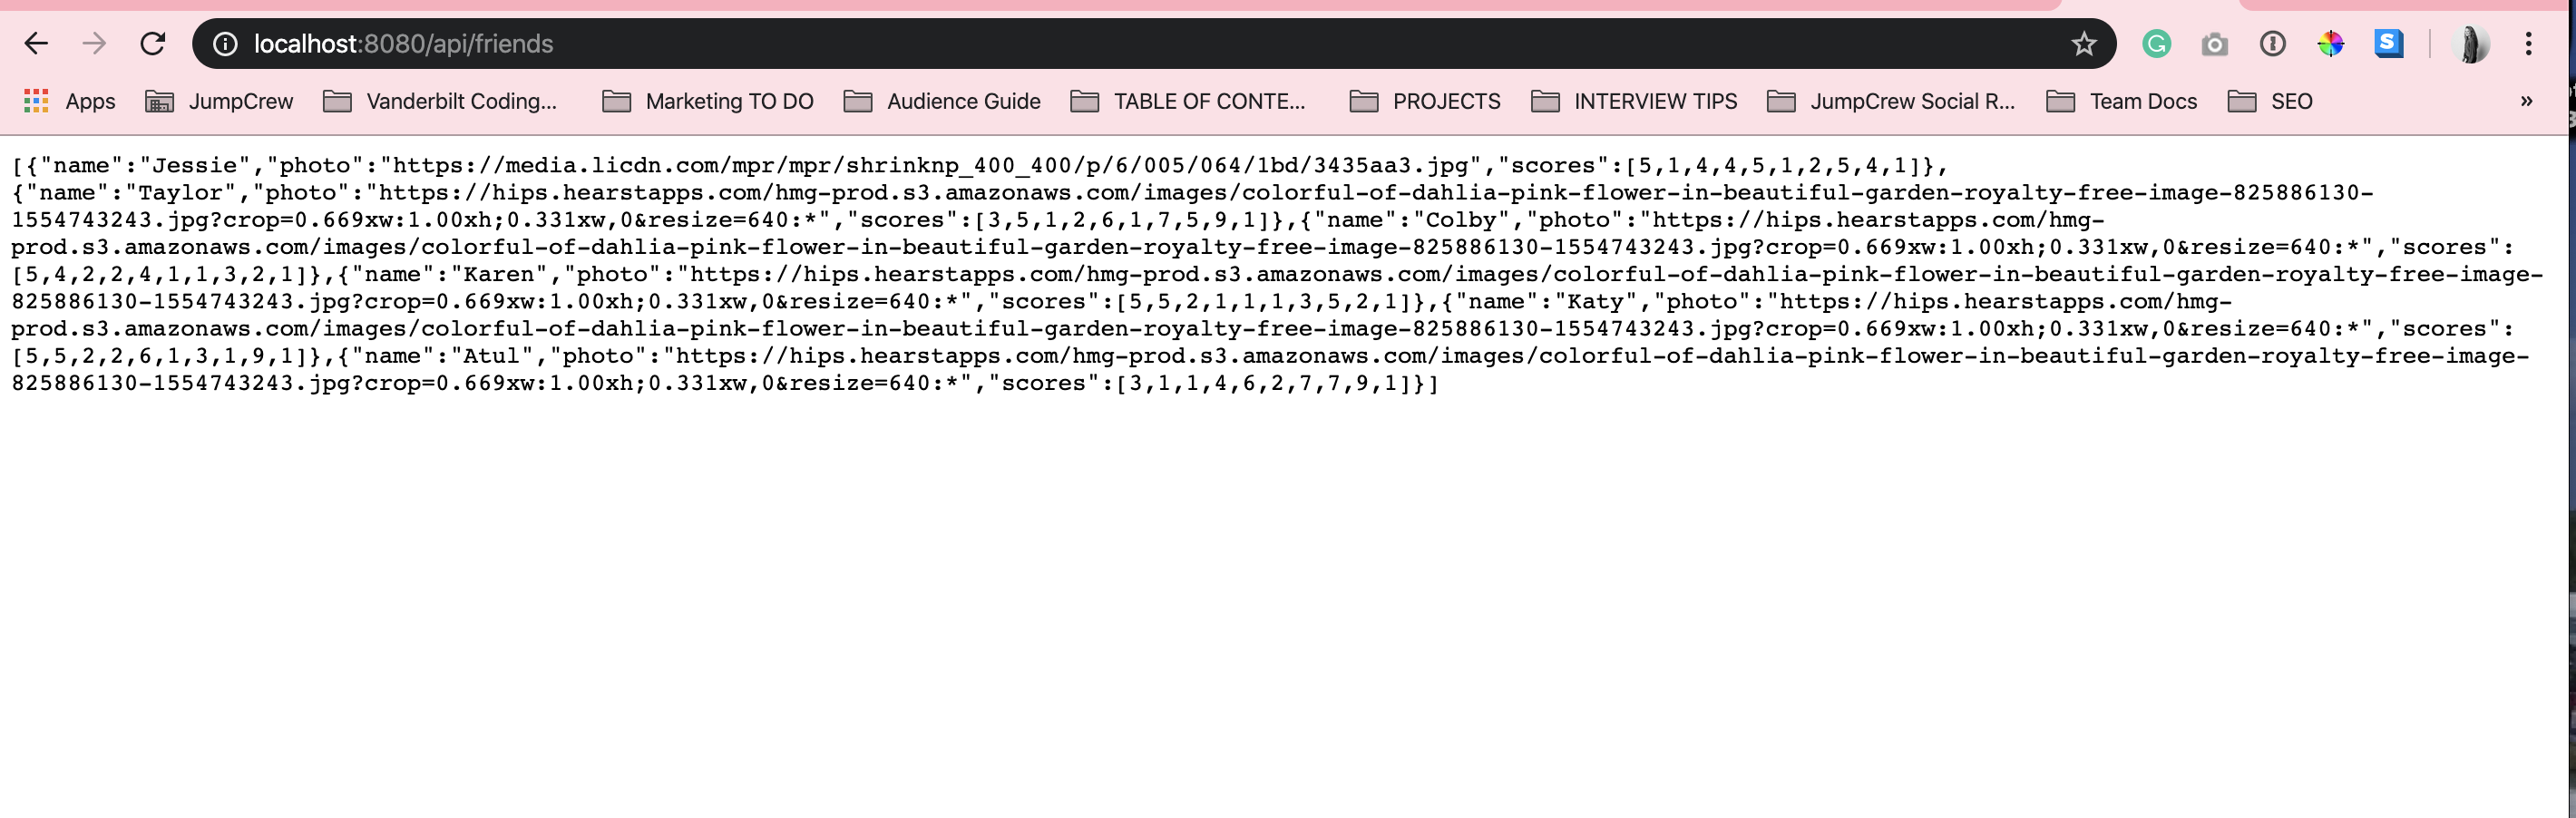 localhost:8080/api/friends
Apps JumpCrew Vanderbilt Coding... Marketing TO DO Audience Guide TABLE OF CONTE... PROJECTS INTERVIEW TIPS JumpCrew Social R... Team Docs SEO »
[{"name":"Jessie","photo":"https://media.licdn.com/mpr/mpr/shrinknp_400_400/p/6/005/064/1bd/3435aa3.jpg","scores":[5,1,4,4,5,1,2,5,4,1]},
{"name":"Taylor","photo":"https://hips.hearstapps.com/hmg-prod.s3.amazonaws.com/images/colorful-of-dahlia-pink-flower-in-beautiful-garden-royalty-free-image-825886130-
1554743243.jpg?crop=0.669xw:1.00xh;0.331xw,0&resize=640:*","scores":[3,5,1,2,6,1,7,5,9,1]},{"name":"Colby","photo":"https://hips.hearstapps.com/hmg-
prod.s3.amazonaws.com/images/colorful-of-dahlia-pink-flower-in-beautiful-garden-royalty-free-image-825886130-1554743243.jpg?crop=0.669xw:1.00xh;0.331xw,0&resize=640:*","scores":
[5,4,2,2,4,1,1,3,2,1]},{"name":"Karen","photo":"https://hips.hearstapps.com/hmg-prod.s3.amazonaws.com/images/colorful-of-dahlia-pink-flower-in-beautiful-garden-royalty-free-image-
825886130-1554743243.jpg?crop=0.669xw:1.00xh;0.331xw,0&resize=640:*","scores":[5,5,2,1,1,1,3,5,2,1]},{"name":"Katy","photo":"https://hips.hearstapps.com/hmg-
prod.s3.amazonaws.com/images/colorful-of-dahlia-pink-flower-in-beautiful-garden-royalty-free-image-825886130-1554743243.jpg?crop=0.669xw:1.00xh;0.331xw,0&resize=640:*","scores":
[5,5,2,2,6,1,3,1,9,1]},{"name":"Atul","photo":"https://hips.hearstapps.com/hmg-prod.s3.amazonaws.com/images/colorful-of-dahlia-pink-flower-in-beautiful-garden-royalty-free-image-
825886130-1554743243.jpg?crop=0.669xw:1.00xh;0.331xw,0&resize=640:*","scores":[3,1,1,4,6,2,7,7,9,1]}]